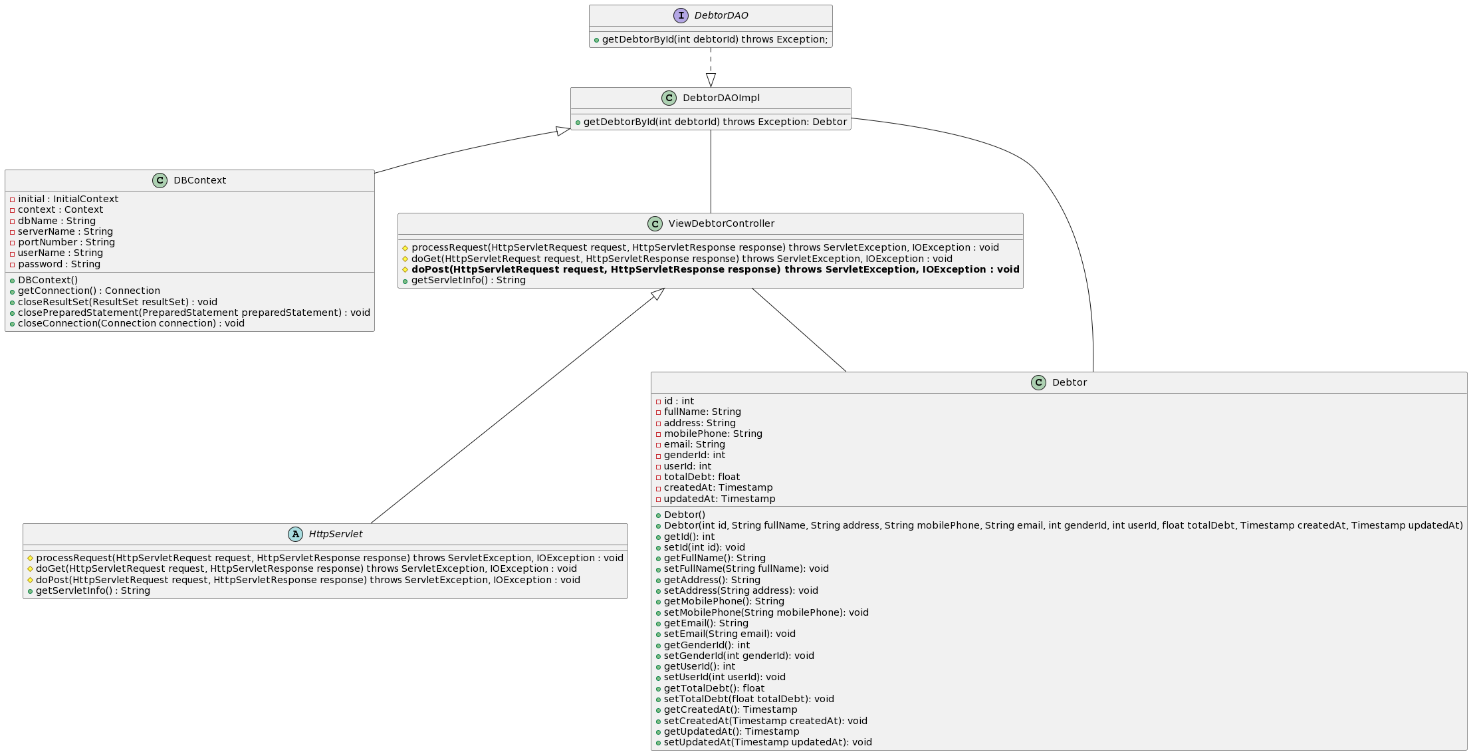 I DebtorDAO
getDebtorById(int debtorId) throws Exception;
C DebtorDAOImpl
getDebtorById(int debtorId) throws Exception: Debtor
C DBContext
initial : InitialContext
context : Context
dbName : String
serverName : String
portNumber : String
userName : String
password : String
DBContext()
getConnection() : Connection
closeResultSet(ResultSet resultSet) : void
closePreparedStatement(PreparedStatement preparedStatement) : void
closeConnection(Connection connection) : void
C ViewDebtorController
processRequest(HttpServletRequest request, HttpServletResponse response) throws ServletException, IOException : void
doGet(HttpServletRequest request, HttpServletResponse response) throws ServletException, IOException : void
doPost(HttpServletRequest request, HttpServletResponse response) throws ServletException, IOException : void
getServletInfo() : String
C Debtor
id : int
fullName: String
address: String
mobilePhone: String
email: String
genderId: int
userId: int
totalDebt: float
createdAt: Timestamp
updatedAt: Timestamp
Debtor()
Debtor(int id, String fullName, String address, String mobilePhone, String email, int genderId, int userId, float totalDebt, Timestamp createdAt, Timestamp updatedAt)
getId(): int
setId(int id): void
getFullName(): String
setFullName(String fullName): void
getAddress(): String
setAddress(String address): void
getMobilePhone(): String
setMobilePhone(String mobilePhone): void
getEmail(): String
setEmail(String email): void
getGenderId(): int
setGenderId(int genderId): void
getUserId(): int
setUserId(int userId): void
getTotalDebt(): float
setTotalDebt(float totalDebt): void
getCreatedAt(): Timestamp
setCreatedAt(Timestamp createdAt): void
getUpdatedAt(): Timestamp
setUpdatedAt(Timestamp updatedAt): void
A HttpServlet
processRequest(HttpServletRequest request, HttpServletResponse response) throws ServletException, IOException : void
doGet(HttpServletRequest request, HttpServletResponse response) throws ServletException, IOException : void
doPost(HttpServletRequest request, HttpServletResponse response) throws ServletException, IOException : void
getServletInfo() : String